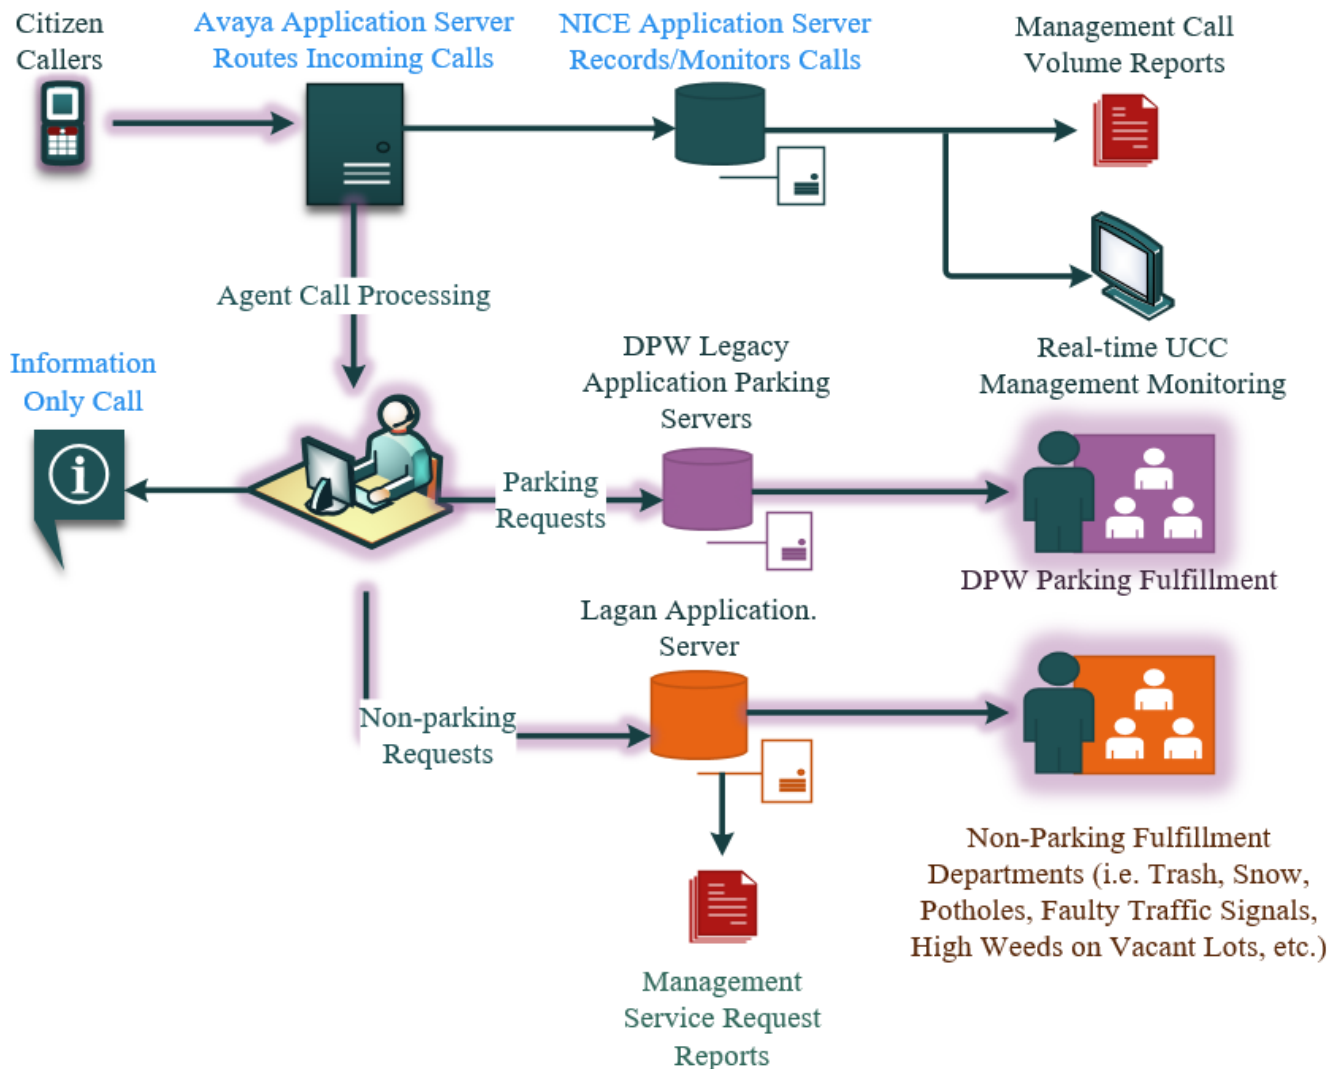 Citizen
Callers
Avaya Application Server
Routes Incoming Calls
NICE Application Server
Records/Monitors Calls
Management Call
Volume Reports
Agent Call Processing
Real-time UCC
Management Monitoring
Information
Only Call
i
DPW Legacy
Application Parking
Servers
Parking
Requests
DPW Parking Fulfillment
Lagan Application.
Server
Non-parking
Requests
Non-Parking Fulfillment
Departments (i.e. Trash, Snow,
Potholes, Faulty Traffic Signals,
High Weeds on Vacant Lots, etc.)
Management
Service Request
Reports